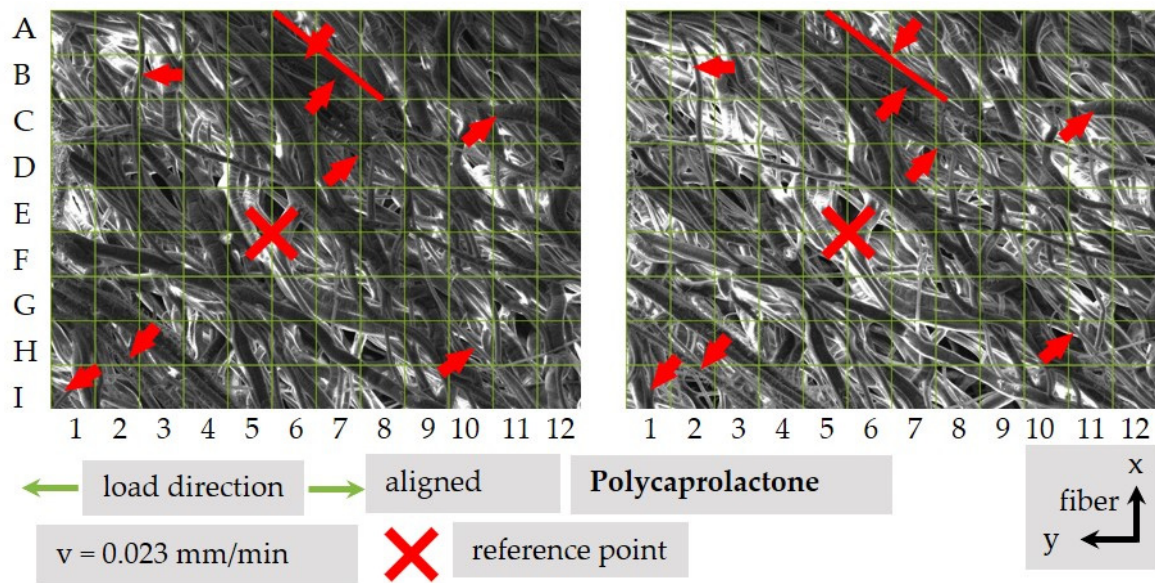 A
B
C
D
E
F
G
H
I
1 2 3 4 5 6 7 8 9 10 11 12 1 2 3 4 5 6 7 8 9 10 11 12
load direction aligned Polycaprolactone
v = 0.023 mm/min reference point
x
fiber
y